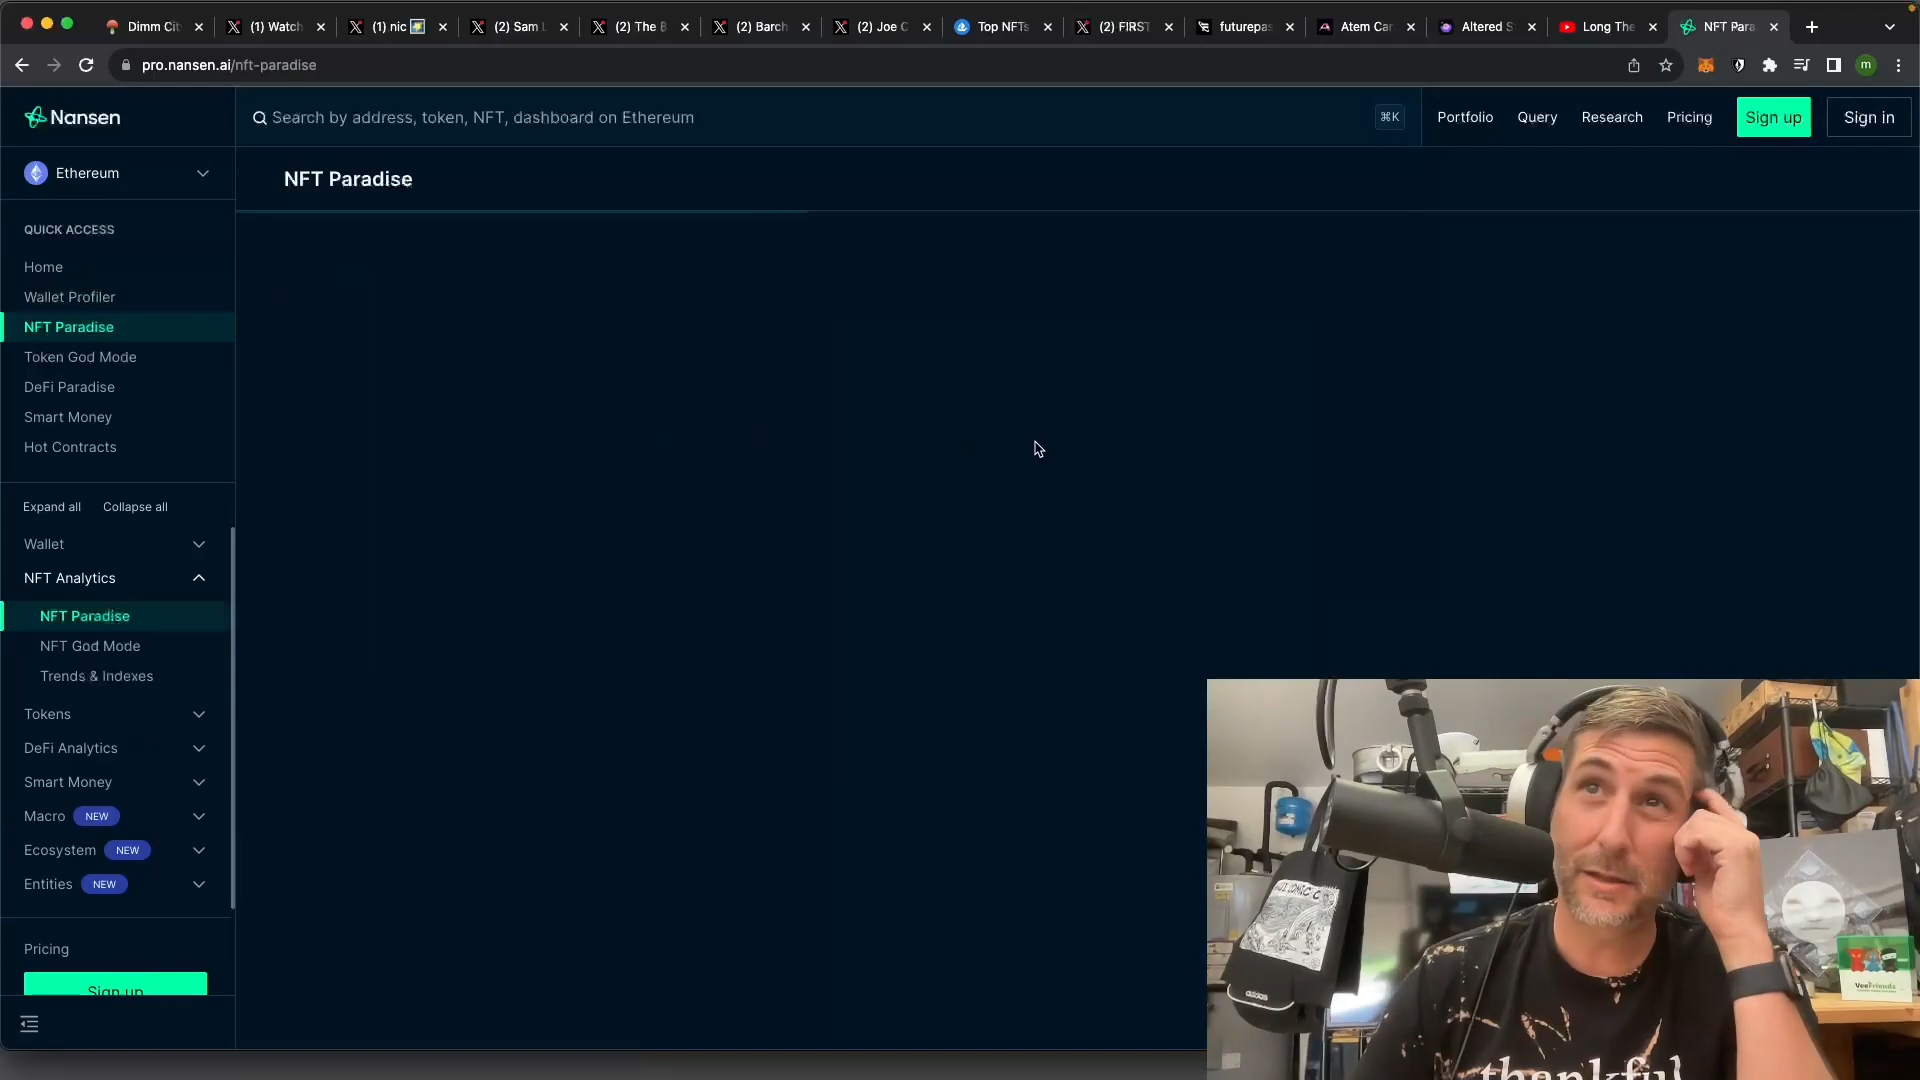 Dimm Cit
(1) Watch
(1) nic
(2) Sam L
(2) The B
(2) Barch
(2) Joe C
Top NFTs
(2) FIRST
futurepas
Atem Car
Altered S
Long The
NFT Para
pro.nansen.ai/nft-paradise
m
Nansen
Search by address, token, NFT, dashboard on Ethereum
⌘K
Portfolio
Query
Research
Pricing
Sign up
Sign in
Ethereum
NFT Paradise
QUICK ACCESS
Home
Wallet Profiler
NFT Paradise
Token God Mode
DeFi Paradise
Smart Money
Hot Contracts
Expand all
Collapse all
Wallet
NFT Analytics
NFT Paradise
NFT God Mode
Trends & Indexes
Tokens
DeFi Analytics
Smart Money
Macro NEW
Ecosystem NEW
Entities NEW
Pricing
Sign up
COMIC C
adidas
VeeFriends
thankful